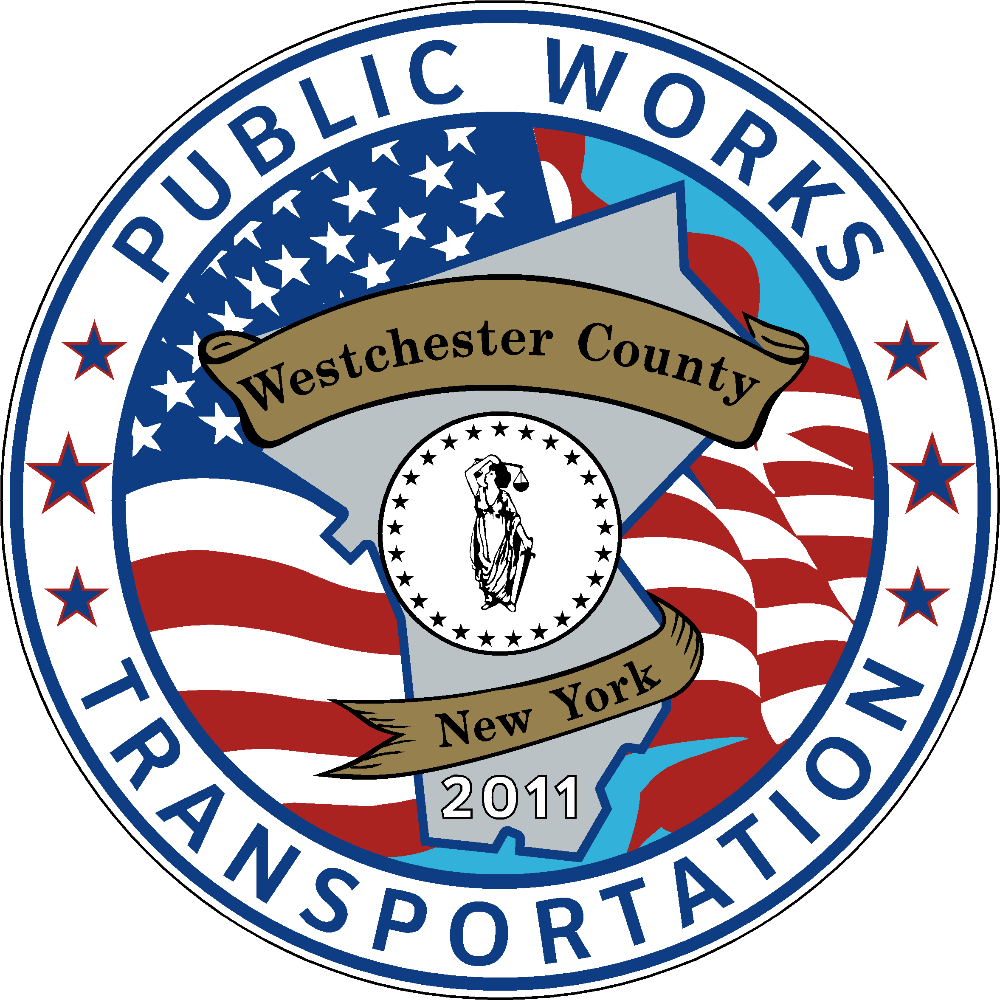 PUBLIC WORKS
Westchester County
New York
2011
TRANSPORTATION